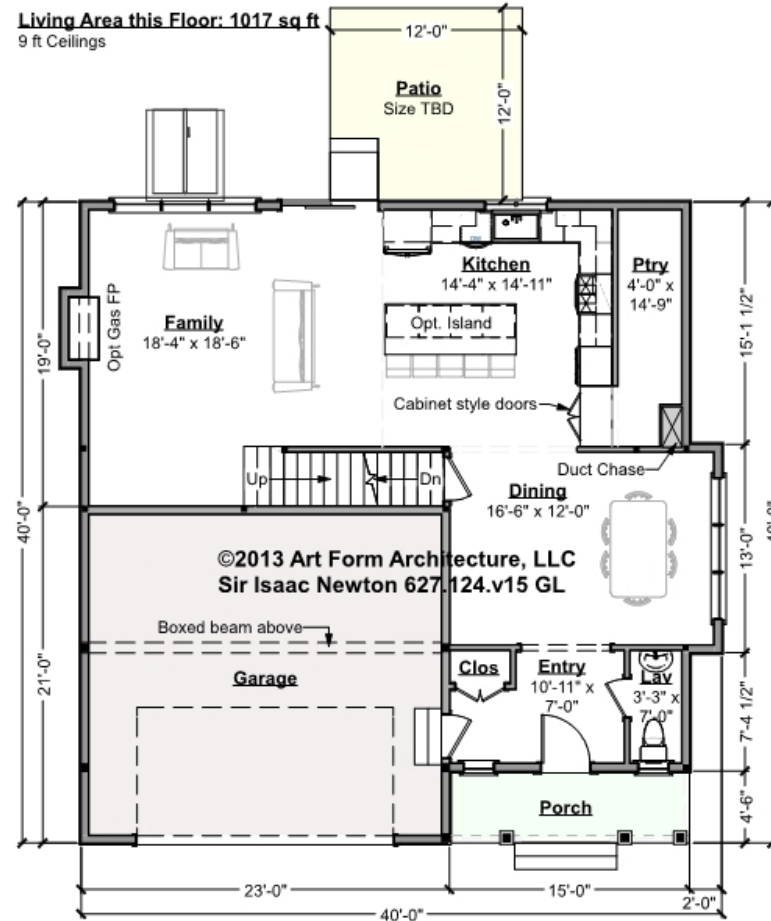 Living Area this Floor: 1017 sq ft
9 ft Ceilings
12'-0"
Patio
Size TBD
12'-0"
Kitchen
14'-4" x 14'-11"
Ptry
4'-0" x
14'-9"
Opt Gas FP
Family
18'-4" x 18'-6"
Opt. Island
19'-0"
15'-1 1/2"
Cabinet style doors
Duct Chase
Up
Dn
Dining
16'-6" x 12'-0"
40'-0"
13'-0"
©2013 Art Form Architecture, LLC
Sir Isaac Newton 627.124.v15 GL
Boxed beam above
Garage
21'-0"
Clos
Entry
10'-11" x
7'-0"
Lav
3'-3" x
7'-0"
7'-4 1/2"
Porch
4'-6"
23'-0"
15'-0"
2'-0"
40'-0"